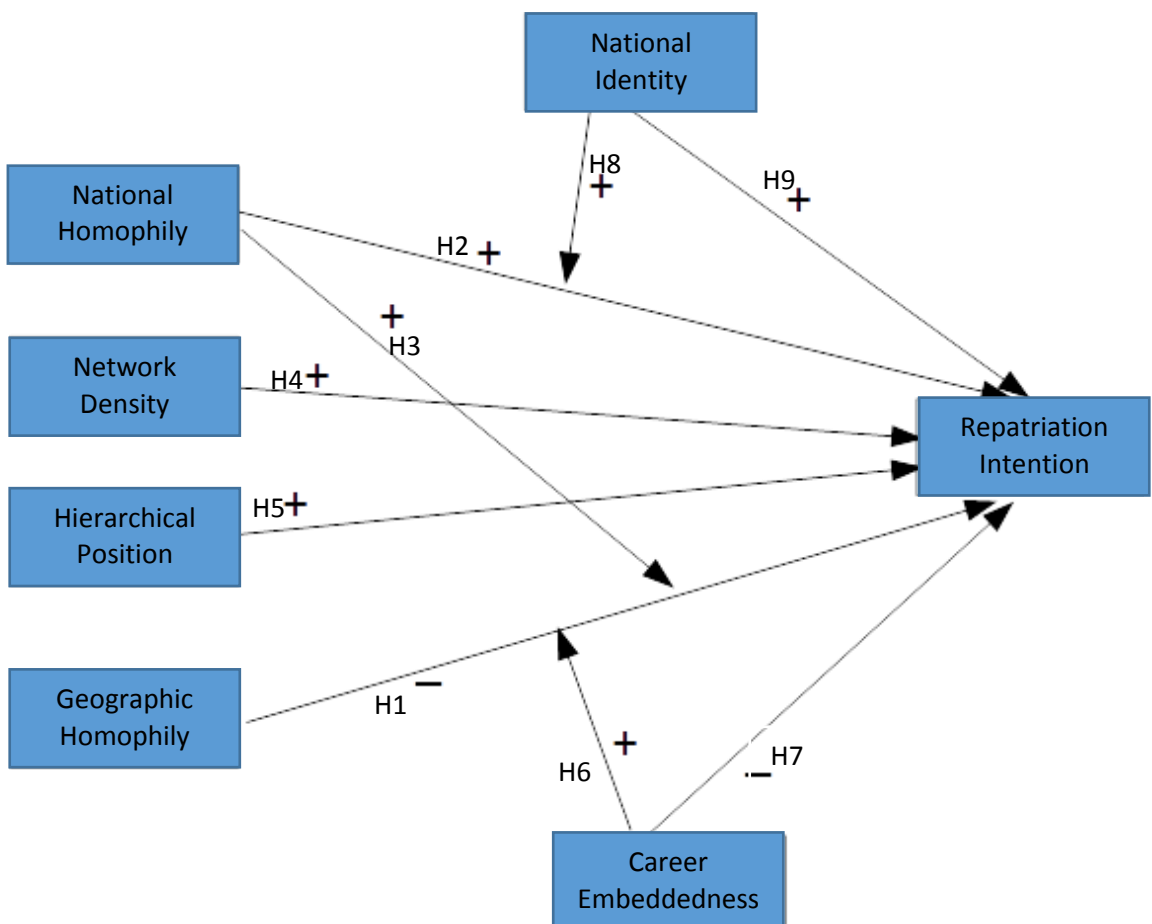 National
Identity
H8
+
H9
+
National
Homophily
H2 +
+
H3
Network
Density
H4 +
Repatriation
Intention
Hierarchical
Position
H5 +
Geographic
Homophily
H1 –
+
H6
– H7
Career
Embeddedness